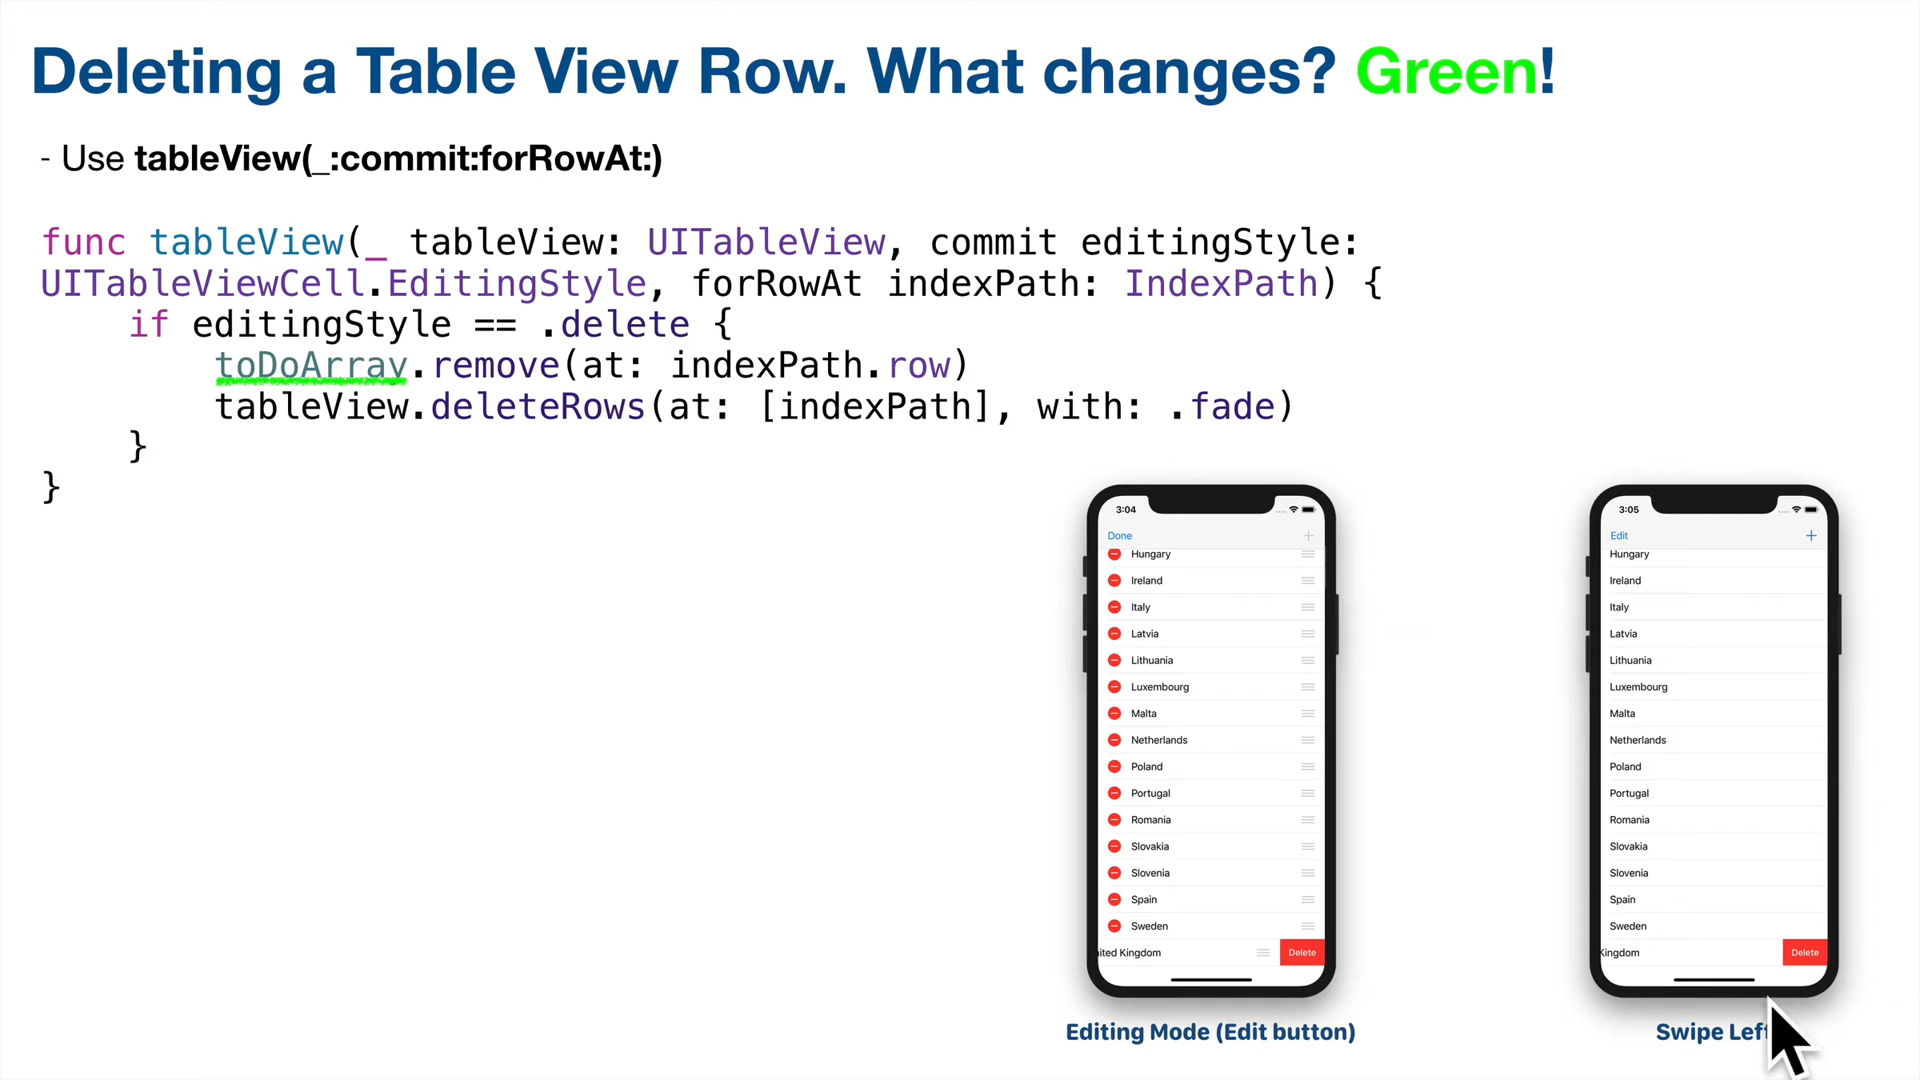 Deleting a Table View Row. What changes? Green!
- Use tableView(_:commit:forRowAt:)
func tableView(_ tableView: UITableView, commit editingStyle:
UITableViewCell.EditingStyle, forRowAt indexPath: IndexPath) {
if editingStyle == .delete {
toDoArray.remove(at: indexPath.row)
tableView.deleteRows(at: [indexPath], with: .fade)
}
}
3:04
Done +
Hungary
Ireland
Italy
Latvia
Lithuania
Luxembourg
Malta
Netherlands
Poland
Portugal
Romania
Slovakia
Slovenia
Spain
Sweden
ited Kingdom Delete
Editing Mode (Edit button)
3:05
Edit +
Hungary
Ireland
Italy
Latvia
Lithuania
Luxembourg
Malta
Netherlands
Poland
Portugal
Romania
Slovakia
Slovenia
Spain
Sweden
Kingdom Delete
Swipe Left